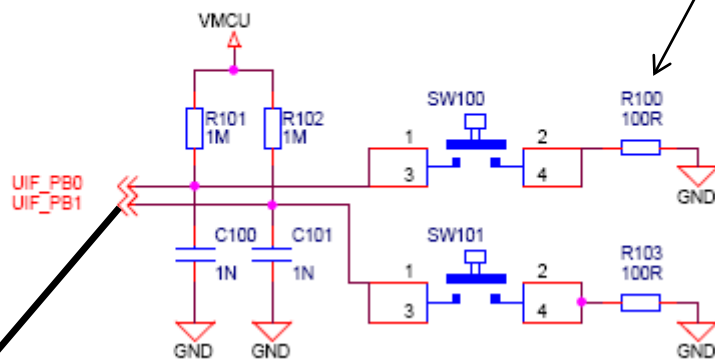 VMCU
R101
1M
R102
1M
SW100
1
3
2
4
R100
100R
GND
UIF_PB0
UIF_PB1
C100
1N
C101
1N
SW101
1
3
2
4
R103
100R
GND
GND
GND